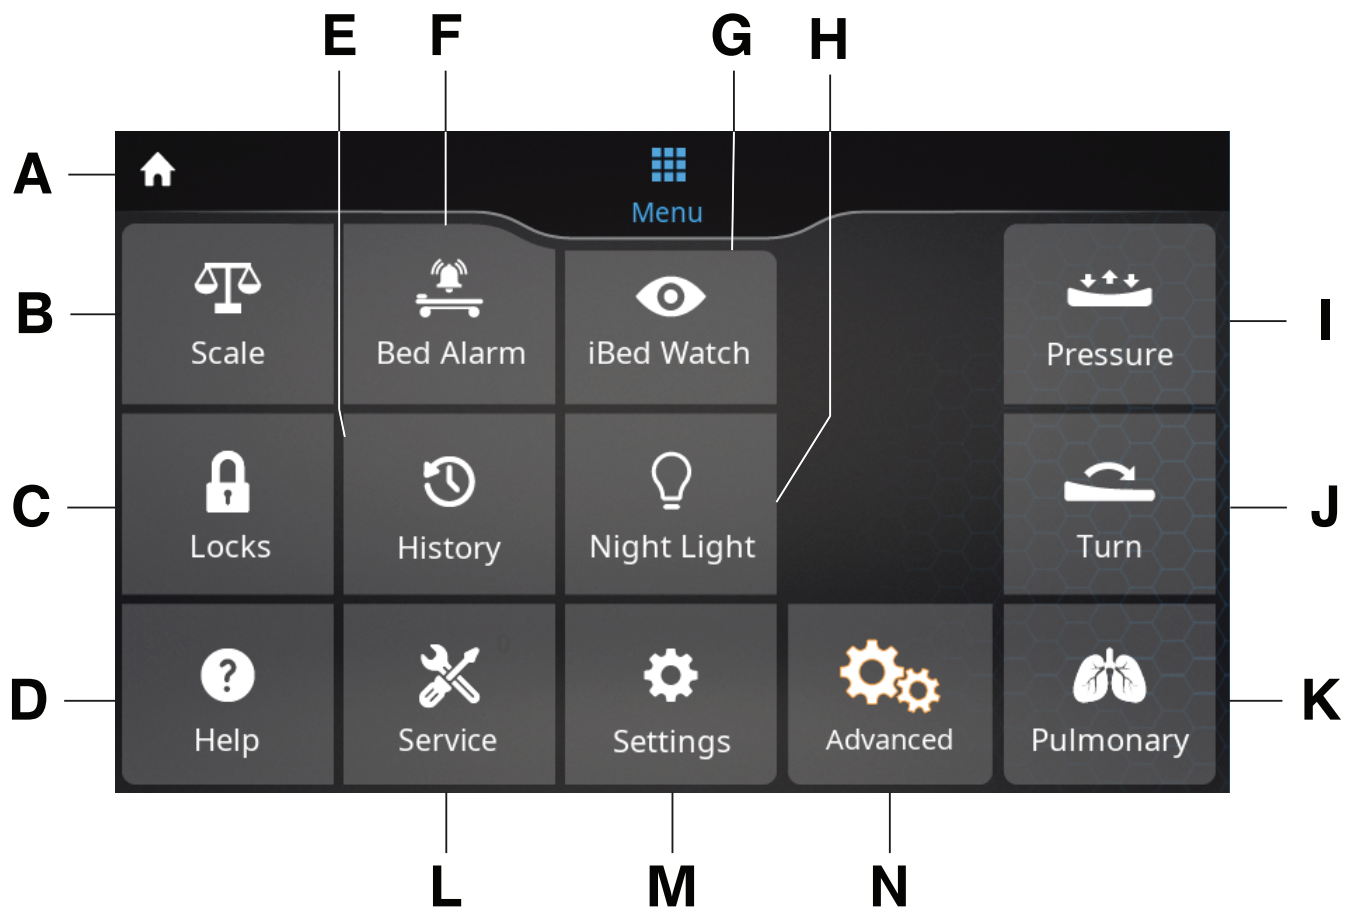 E F G H
A
Menu
B
Scale Bed Alarm iBed Watch Pressure
I
C
Locks History Night Light Turn
J
D
Help Service Settings Advanced Pulmonary
K
L M N